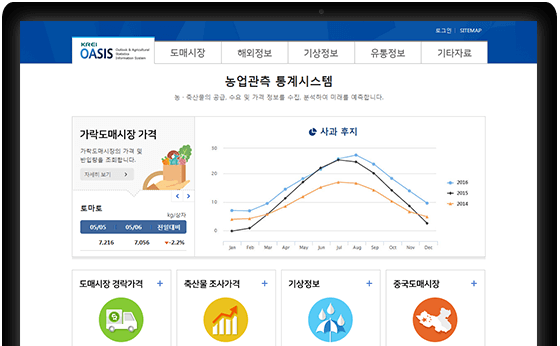 로그인 | SITEMAP
KREI
OASIS
Outlook & Agricultural
Statistics
Information System
도매시장
해외정보
기상정보
유통정보
기타자료
농업관측 통계시스템
농·축산물의 공급, 수요 및 가격 정보를 수집, 분석하여 미래를 예측합니다.
가락도매시장 가격
가락도매시장의 가격 및
반입량을 조회합니다.
자세히 보기 >
토마토
kg/상자
05/05 05/06 전일대비
7,216 7,056 ▼-2.2%
사과 후지
30
20
10
0
Jan Feb Mar Apr May Jun Jul Aug Sep Oct Nov Dec
2016
2015
2014
도매시장 경락가격 +
축산물 조사가격 +
기상정보 +
중국도매시장 +